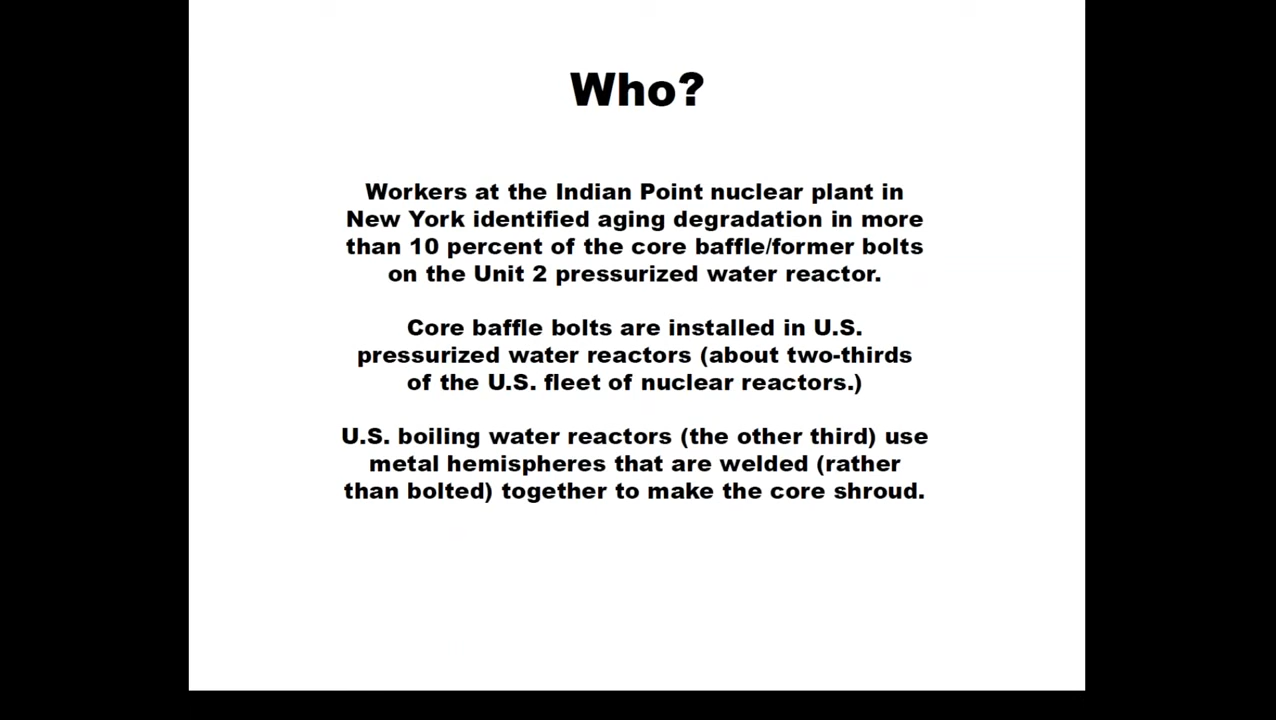 Who?
Workers at the Indian Point nuclear plant in
New York identified aging degradation in more
than 10 percent of the core baffle/former bolts
on the Unit 2 pressurized water reactor.
Core baffle bolts are installed in U.S.
pressurized water reactors (about two-thirds
of the U.S. fleet of nuclear reactors.)
U.S. boiling water reactors (the other third) use
metal hemispheres that are welded (rather
than bolted) together to make the core shroud.